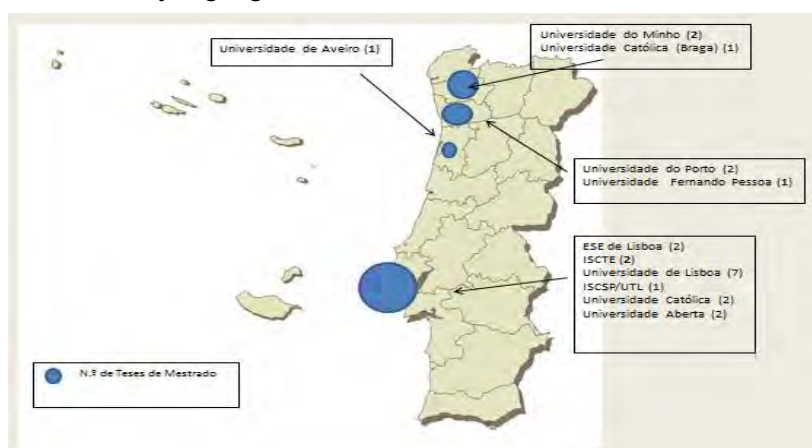 Universidade do Minho (2)
Universidade Católica (Braga) (1)
Universidade de Aveiro (1)
Universidade do Porto (2)
Universidade Fernando Pessoa (1)
ESE de Lisboa (2)
ISCTE (2)
Universidade de Lisboa (7)
ISCSP/UTL (1)
Universidade Católica (2)
Universidade Aberta (2)
N.º de Teses de Mestrado